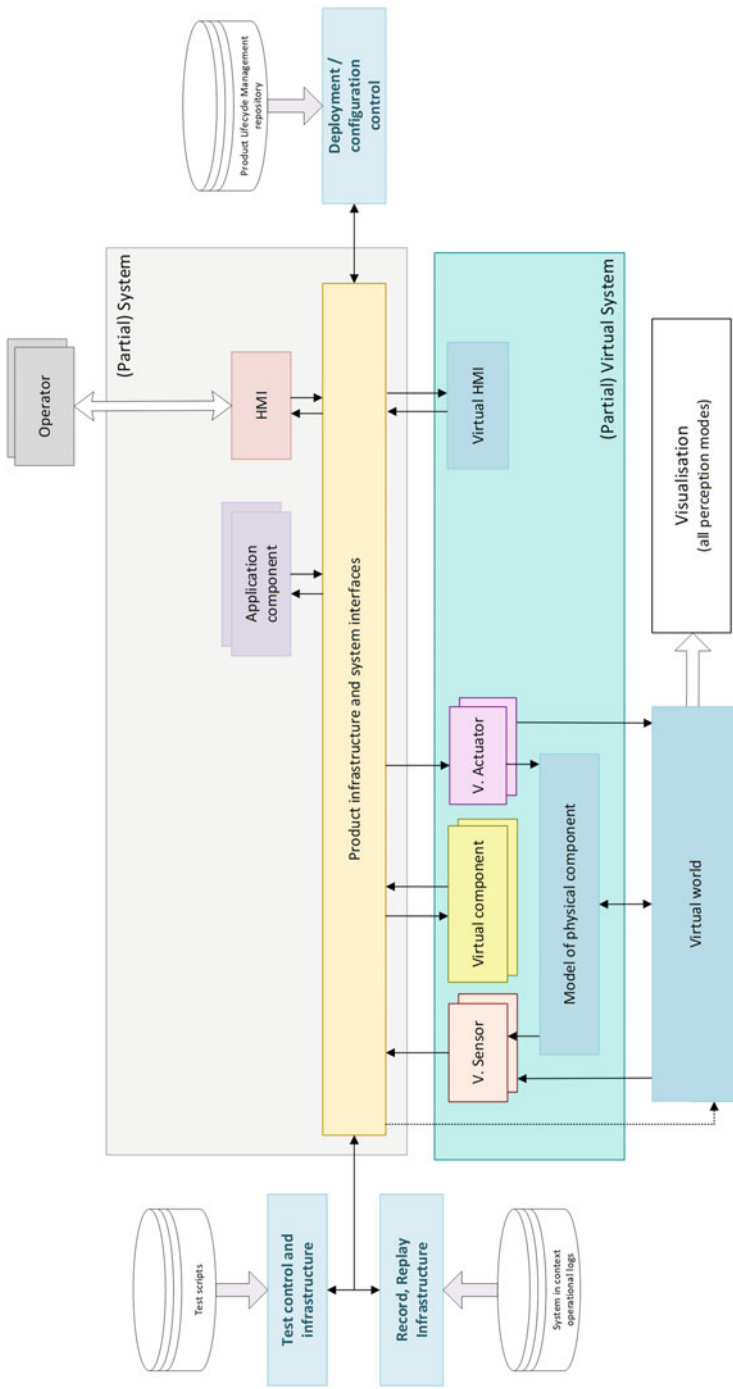 Operator
Product Lifecycle Management
repository
(Partial) System
HMI
Deployment /
configuration
control
Application
component
Product infrastructure and system interfaces
Test scripts
Test control and
infrastructure
Record, Replay
Infrastructure
System in context
operational logs
V. Sensor
Virtual component
V. Actuator
Virtual HMI
Model of physical component
(Partial) Virtual System
Virtual world
Visualisation
(all perception modes)